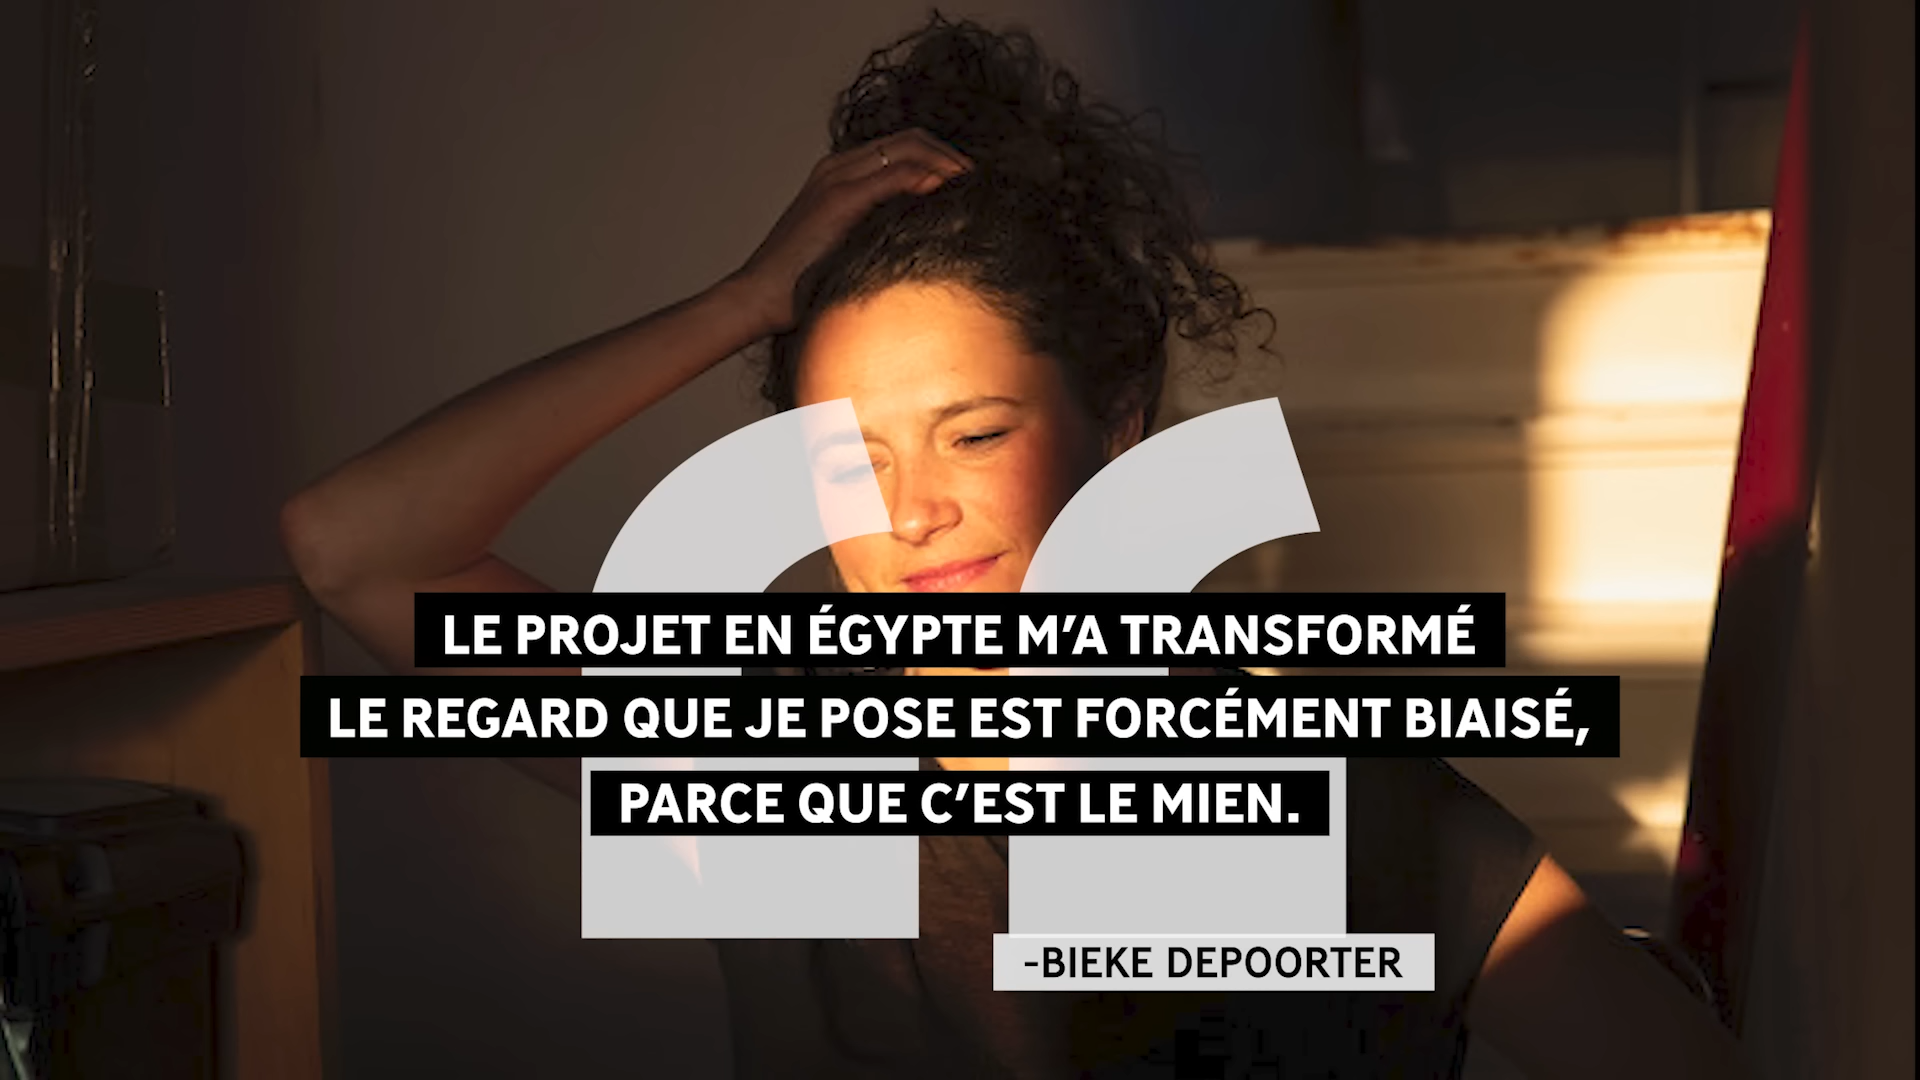 LE PROJET EN ÉGYPTE M’A TRANSFORMÉ
LE REGARD QUE JE POSE EST FORCÉMENT BIAISÉ,
PARCE QUE C’EST LE MIEN.
-BIEKE DEPOORTER